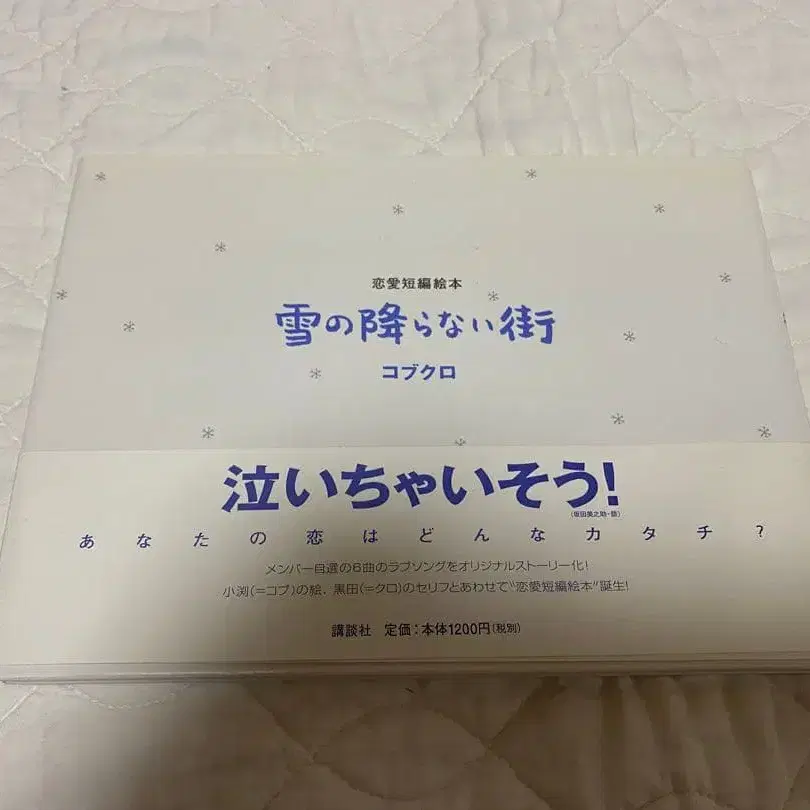 恋愛短編絵本
雪の降らない街
コブクロ
泣いちゃいそう!
あなたの恋はどんなカタチ?
メンバー自選の6曲のラブソングをオリジナルストーリー化!
小渕(=コブ)の絵、黒田(=クロ)のセリフとあわせて"恋愛短編絵本"誕生!
講談社 定価:本体1200円(税別)